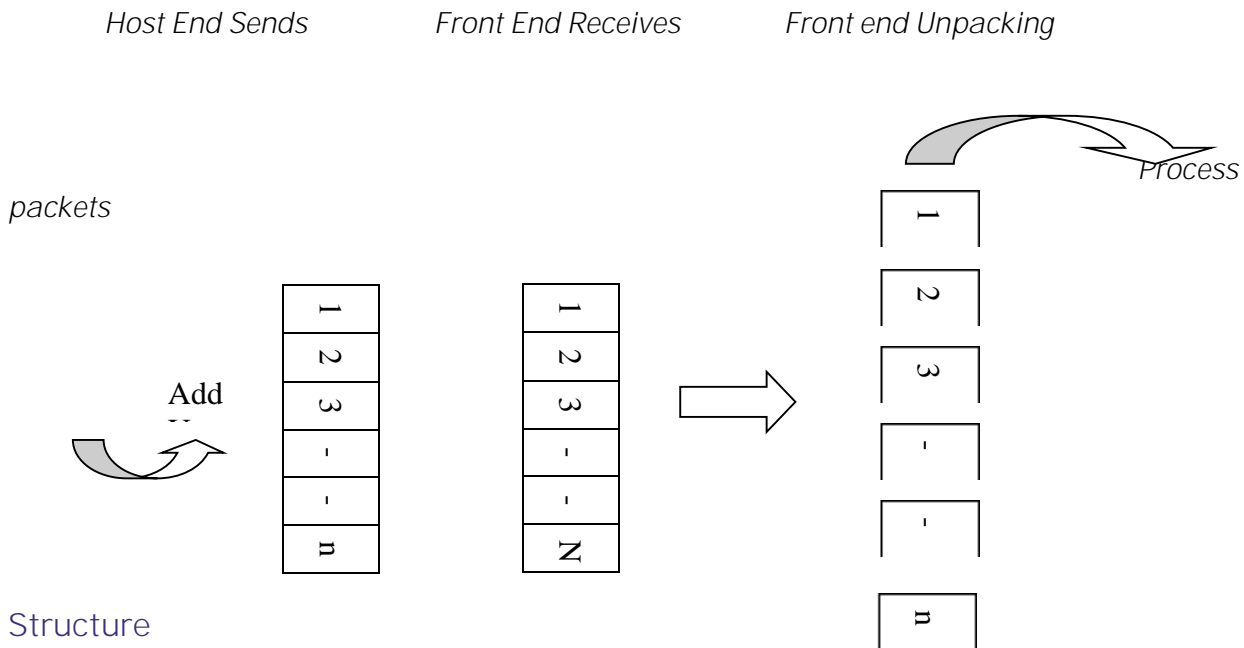 Host End Sends Front End Receives Front end Unpacking
Process
packets
1
2
3
-
-
n
1
2
3
-
-
N
1
2
3
-
-
n
Add
Structure